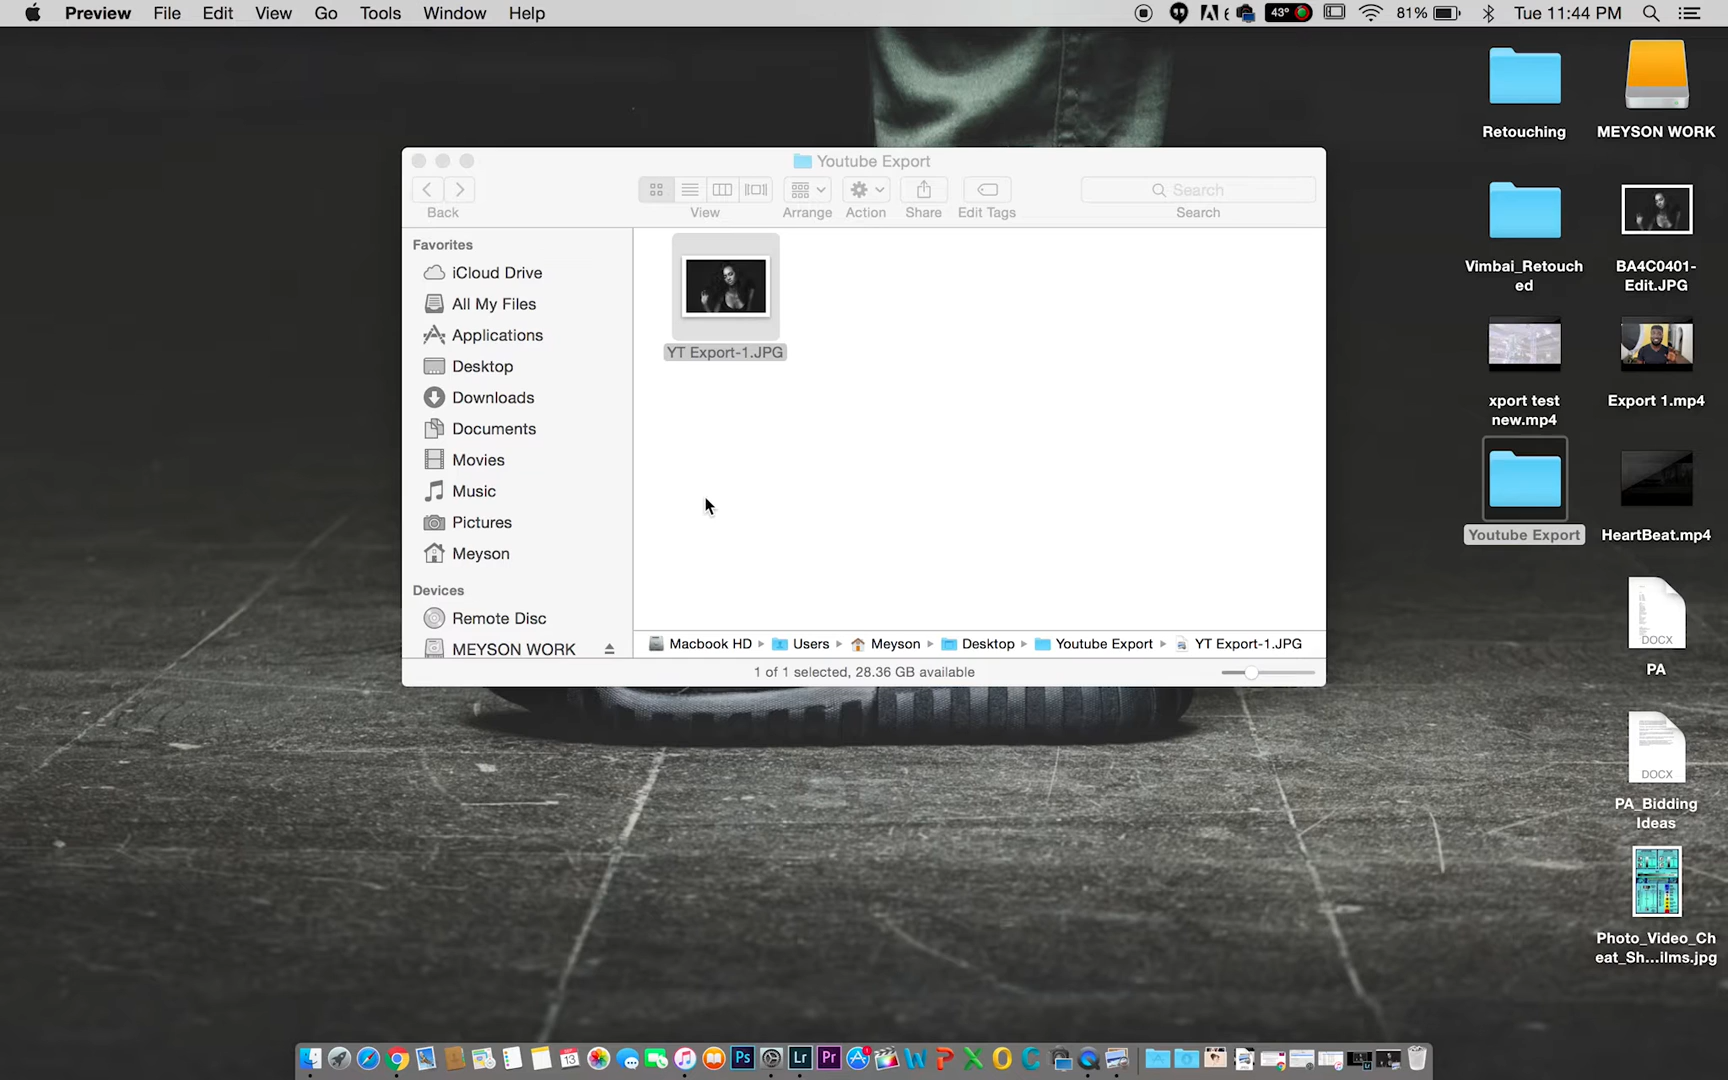 Preview File Edit View Go Tools Window Help 6 43° 81% Tue 11:44 PM
Youtube Export
Search
Back View Arrange Action Share Edit Tags Search
Favorites
iCloud Drive
All My Files
Applications
Desktop
Downloads
Documents
Movies
Music
Pictures
Meyson
Devices
Remote Disc
MEYSON WORK
YT Export-1.JPG
Macbook HD Users Meyson Desktop Youtube Export YT Export-1.JPG
1 of 1 selected, 28.36 GB available
Retouching
MEYSON WORK
Vimbai_Retouch
ed
BA4C0401-
Edit.JPG
xport test
new.mp4
Export 1.mp4
Youtube Export
HeartBeat.mp4
DOCX
PA
DOCX
PA_Bidding
Ideas
Photo_Video_Ch
eat_Sh...ilms.jpg
13
Ps Lr Pr